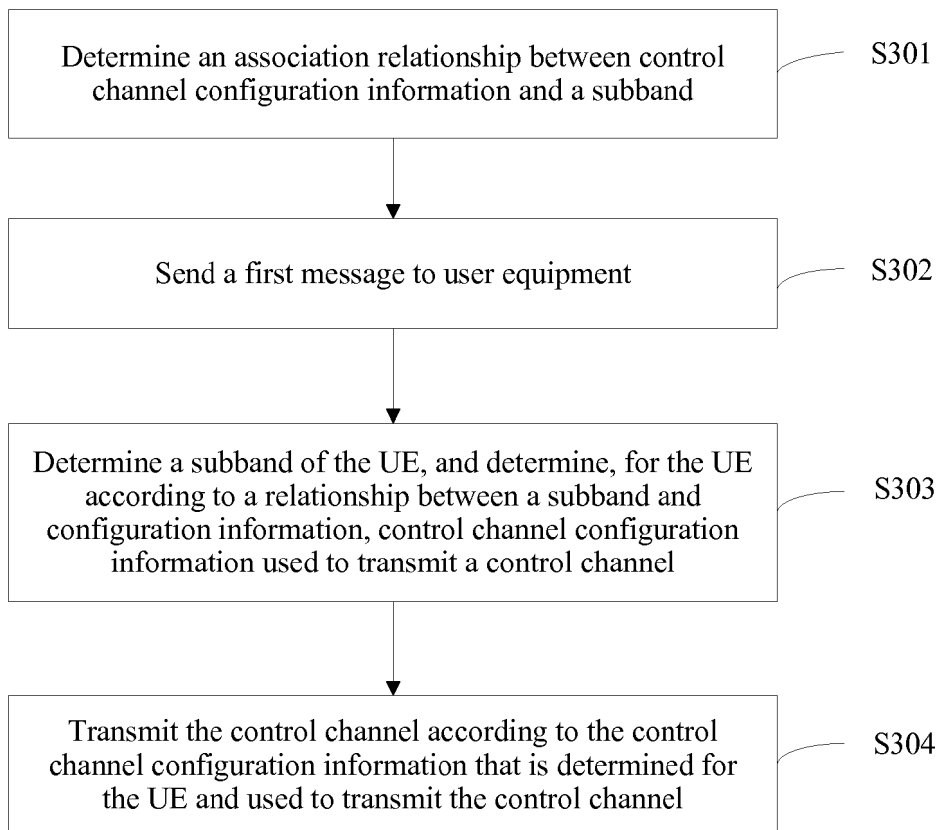 Determine an association relationship between control
channel configuration information and a subband
S301
Send a first message to user equipment
S302
Determine a subband of the UE, and determine, for the UE
according to a relationship between a subband and
configuration information, control channel configuration
information used to transmit a control channel
S303
Transmit the control channel according to the control
channel configuration information that is determined for
the UE and used to transmit the control channel
S304